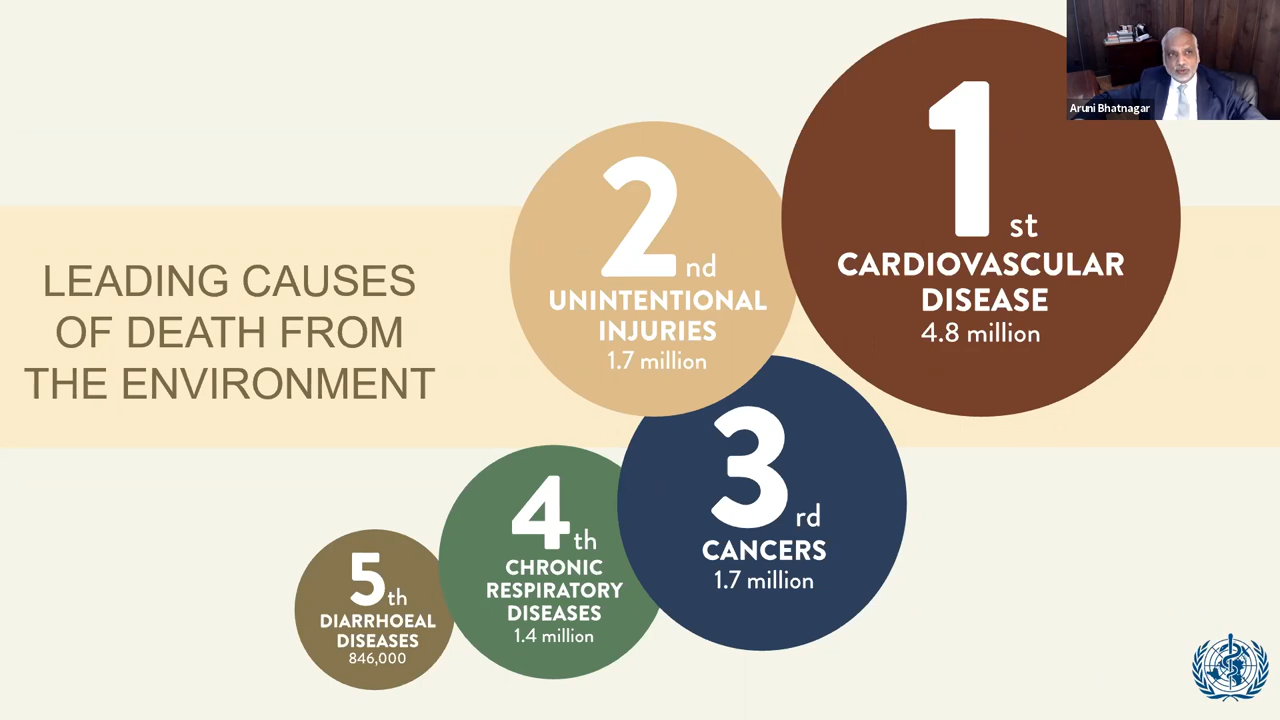 Aruni Bhatnagar
LEADING CAUSES
OF DEATH FROM
THE ENVIRONMENT
1st
CARDIOVASCULAR
DISEASE
4.8 million
2nd
UNINTENTIONAL
INJURIES
1.7 million
3rd
CANCERS
1.7 million
4th
CHRONIC
RESPIRATORY
DISEASES
1.4 million
5th
DIARRHOEAL
DISEASES
846,000